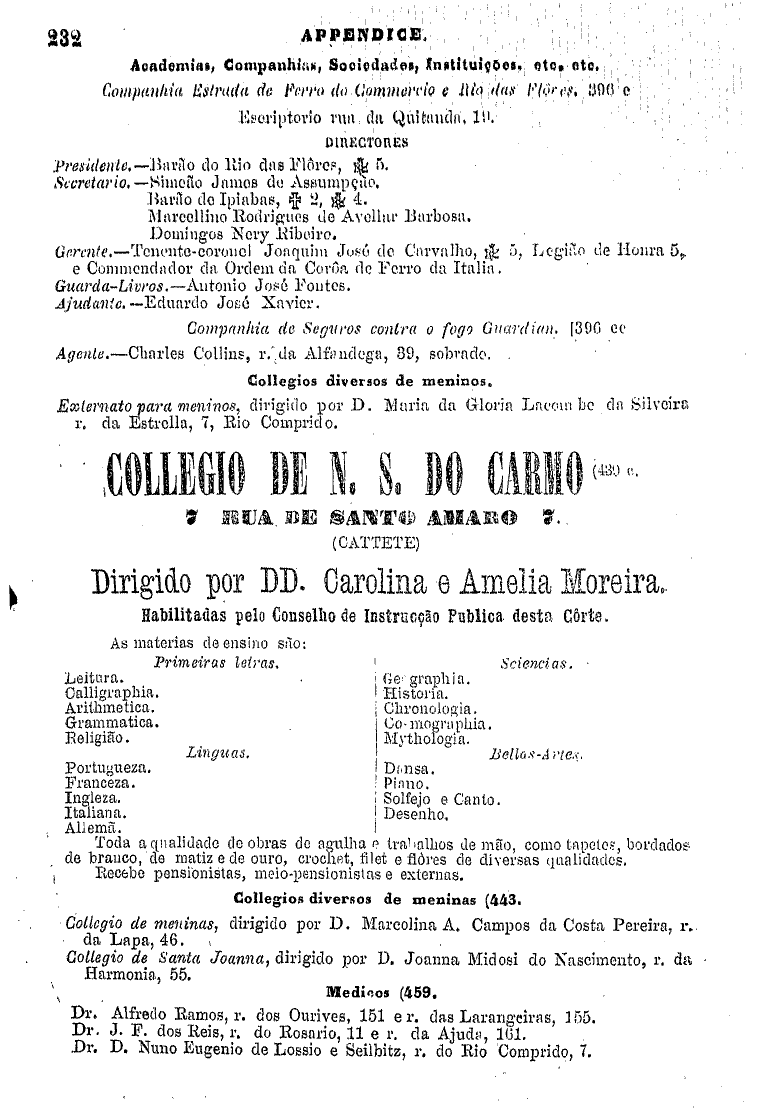 232
APPENDICE.
Academias, Companhias, Sociedades, Instituições, etc. etc.
Companhia Estrada de Ferro do Commercio e Rio das Flôres. 396 c
Escriptorio rua da Quitanda, 19.
DIRECTORES
Presidente.—Barão do Rio das Flôres, 5.
Secretario.—Simeão James de Assumpção.
Barão de Ipiabas, 2, 4.
Marcellino Rodrigues de Avellar Barbosa.
Domingos Nery Ribeiro.
Gerente.—Tenente-coronel Joaquim José de Carvalho, 5, Legião de Honra 5,
e Commendador da Ordem da Corôa de Ferro da Italia.
Guarda-Livros.—Antonio José Fontes.
Ajudante.—Eduardo José Xavier.
Companhia de Seguros contra o fogo Guardian. [396 cc
Agente.—Charles Collins, r. da Alfandega, 39, sobrado.
Collegios diversos de meninos.
Externato para meninos, dirigido por D. Maria da Gloria Lacombe da Silveira
r. da Estrella, 7, Rio Comprido.
COLLEGIO DE N. S. DO CARMO (439 c.
7 RUA DE SANTO AMARO 7.
(CATTETE)
Dirigido por DD. Carolina e Amelia Moreira.
Habilitadas pelo Conselho de Instrucção Publica desta Côrte.
As materias de ensino são:
Primeiras letras.
Leitura.
Calligraphia.
Arithmetica.
Grammatica.
Religião.
Linguas.
Portugueza.
Franceza.
Ingleza.
Italiana.
Allemã.
Sciencias.
Geographia.
Historia.
Chronologia.
Cosmographia.
Mythologia.
Bellas-Artes.
Dansa.
Piano.
Solfejo e Canto.
Desenho.
Toda a qualidade de obras de agulha e trabalhos de mão, como tapetes, bordados
de branco, de matiz e de ouro, crochet, filet e flôres de diversas qualidades.
Recebe pensionistas, meio-pensionistas e externas.
Collegios diversos de meninas (443.
Collegio de meninas, dirigido por D. Marcolina A. Campos da Costa Pereira, r.
da Lapa, 46.
Collegio de Santa Joanna, dirigido por D. Joanna Midosi do Nascimento, r. da
Harmonia, 55.
Medicos (459.
Dr. Alfredo Ramos, r. dos Ourives, 151 e r. das Larangeiras, 155.
Dr. J. F. dos Reis, r. do Rosario, 11 e r. da Ajuda, 161.
Dr. D. Nuno Eugenio de Lossio e Seilbitz, r. do Rio Comprido, 7.